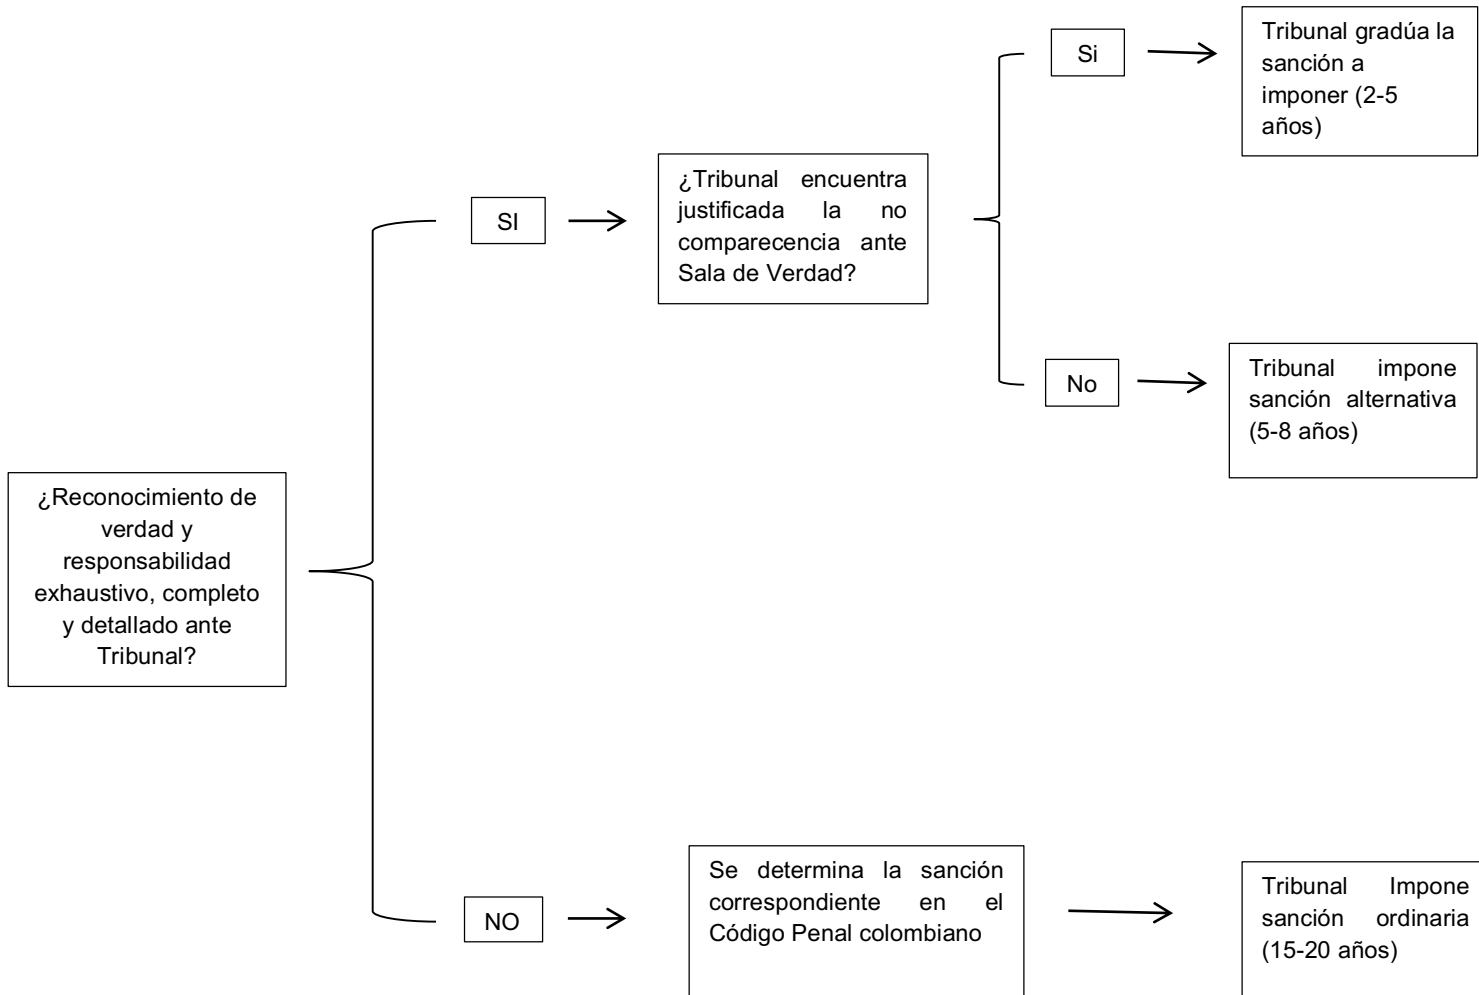 ¿Reconocimiento de
verdad y
responsabilidad
exhaustivo, completo
y detallado ante
Tribunal?
SI
¿Tribunal encuentra
justificada la no
comparecencia ante
Sala de Verdad?
Si
Tribunal gradúa la
sanción a
imponer (2-5
años)
No
Tribunal impone
sanción alternativa
(5-8 años)
NO
Se determina la sanción
correspondiente en el
Código Penal colombiano
Tribunal Impone
sanción ordinaria
(15-20 años)